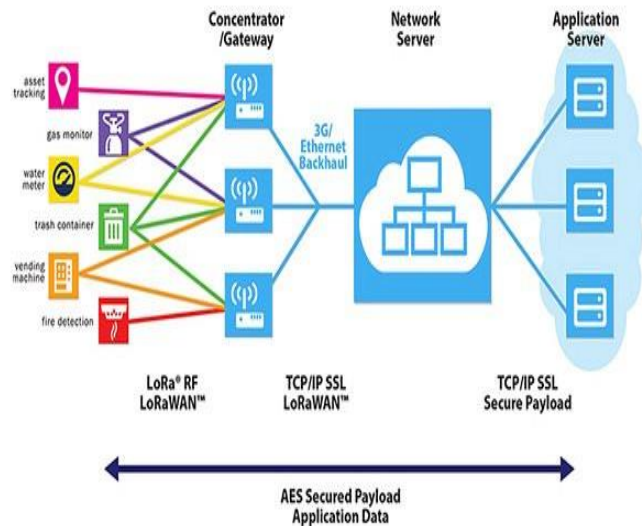 Concentrator
/Gateway
Network
Server
Application
Server
asset
tracking
gas monitor
water
meter
trash container
vending
machine
fire detection
3G/
Ethernet
Backhaul
LoRa® RF
LoRaWAN™
TCP/IP SSL
LoRaWAN™
TCP/IP SSL
Secure Payload
AES Secured Payload
Application Data